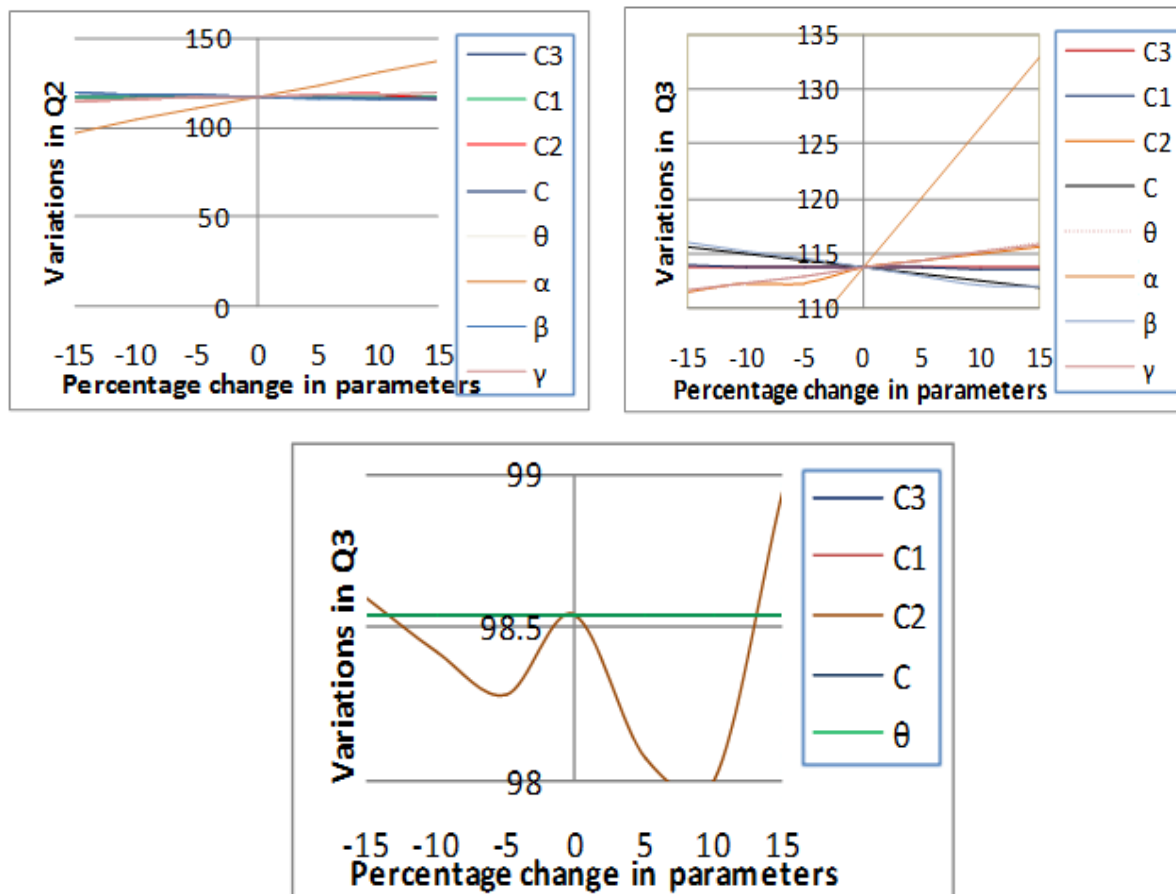 150
100
50
0
Variations in Q2
-15 -10 -5 0 5 10 15
Percentage change in parameters
C3
C1
C2
C
θ
α
β
γ
135
130
125
120
115
110
Variations in Q3
-15 -10 -5 0 5 10 15
Percentage change in parameters
C3
C1
C2
C
θ
α
β
γ
99
98.5
98
Variations in Q3
-15 -10 -5 0 5 10 15
Percentage change in parameters
C3
C1
C2
C
θ